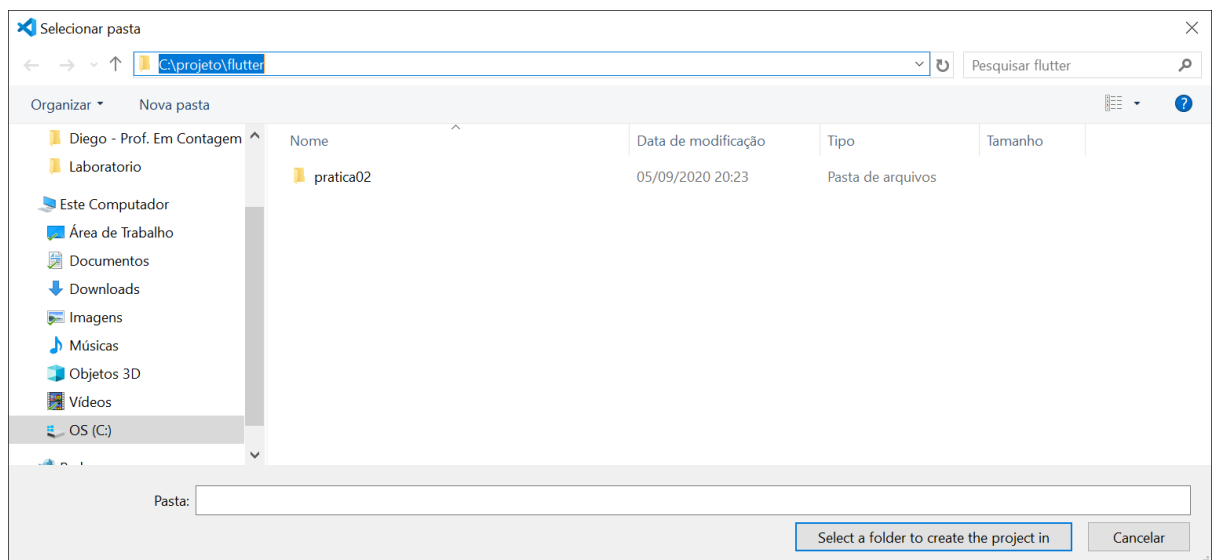 Selecionar pasta
C:\projeto\flutter
Pesquisar flutter
Organizar
Nova pasta
Diego - Prof. Em Contagem
Laboratorio
Este Computador
Área de Trabalho
Documentos
Downloads
Imagens
Músicas
Objetos 3D
Vídeos
OS (C:)
Nome Data de modificação Tipo Tamanho
pratica02 05/09/2020 20:23 Pasta de arquivos
Pasta:
Select a folder to create the project in
Cancelar